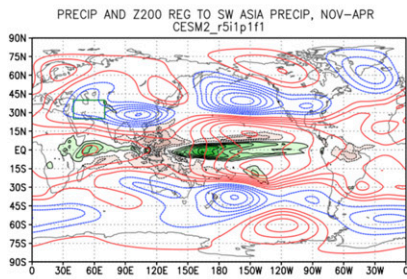 PRECIP AND Z200 REG TO SW ASIA PRECIP, NOV-APR
CESM2_r5i1p1f1
90N
75N
60N
45N
30N
15N
EQ
15S
30S
45S
60S
75S
90S
0 30E 60E 90E 120E 150E 180 150W 120W 90W 60W 30W 0